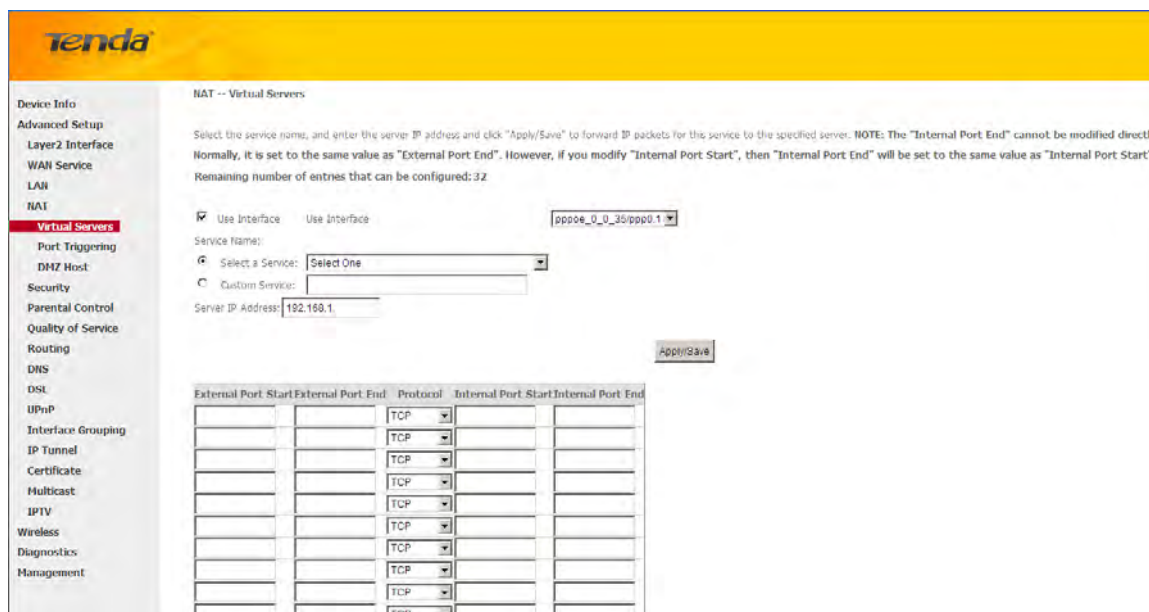 Tenda
NAT -- Virtual Servers
Device Info
Advanced Setup
Layer2 Interface
WAN Service
LAN
NAT
Virtual Servers
Port Triggering
DMZ Host
Security
Parental Control
Quality of Service
Routing
DNS
DSL
UPnP
Interface Grouping
IP Tunnel
Certificate
Multicast
IPTV
Wireless
Diagnostics
Management
Select the service name, and enter the server IP address and click "Apply/Save" to forward IP packets for this service to the specified server. NOTE: The "Internal Port End" cannot be modified directl
Normally, it is set to the same value as "External Port End". However, if you modify "Internal Port Start", then "Internal Port End" will be set to the same value as "Internal Port Start"
Remaining number of entries that can be configured:32
Use Interface Use Interface pppoe_0_0_35/ppp0.1
Service Name:
Select a Service: Select One
Custom Service:
Server IP Address: 192.168.1.
Apply/Save
External Port Start External Port End Protocol Internal Port Start Internal Port End
TCP
TCP
TCP
TCP
TCP
TCP
TCP
TCP
TCP
TCP